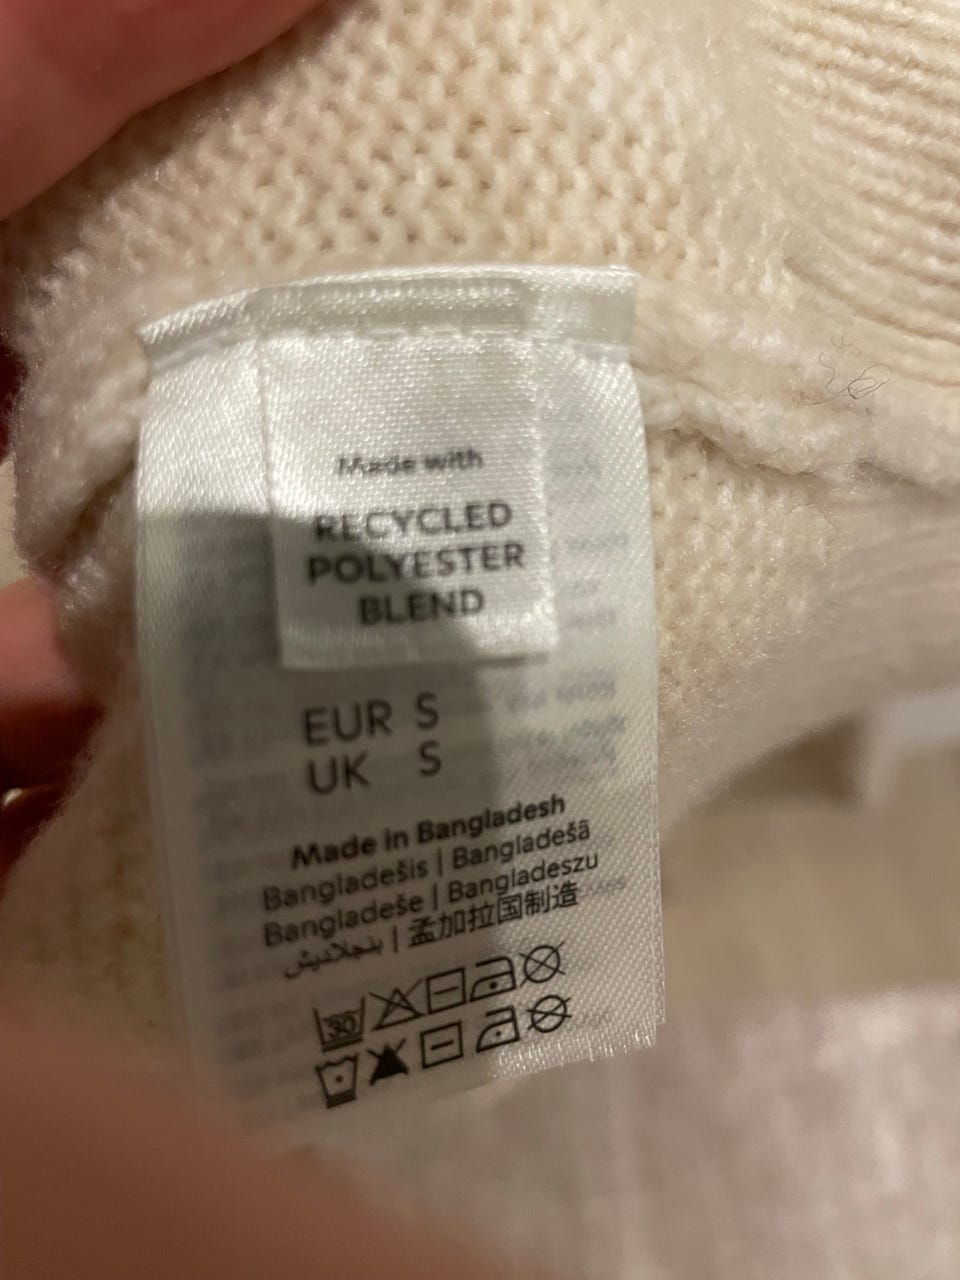 Made with
RECYCLED
POLYESTER
BLEND
EUR S
UK S
Made in Bangladesh
Bangladešis | Bangladešā
Bangladeše | Bangladeszu
بنجلاديش | 孟加拉国制造
30